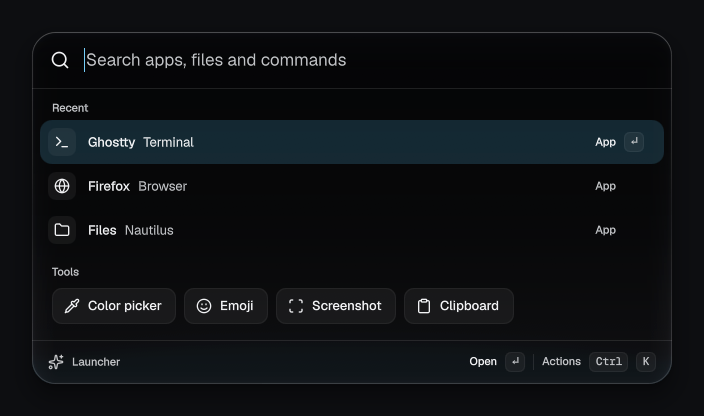 Search apps, files and commands
Recent
Ghostty Terminal App ↵
Firefox Browser App
Files Nautilus App
Tools
Color picker Emoji Screenshot Clipboard
Launcher Open ↵ Actions Ctrl K